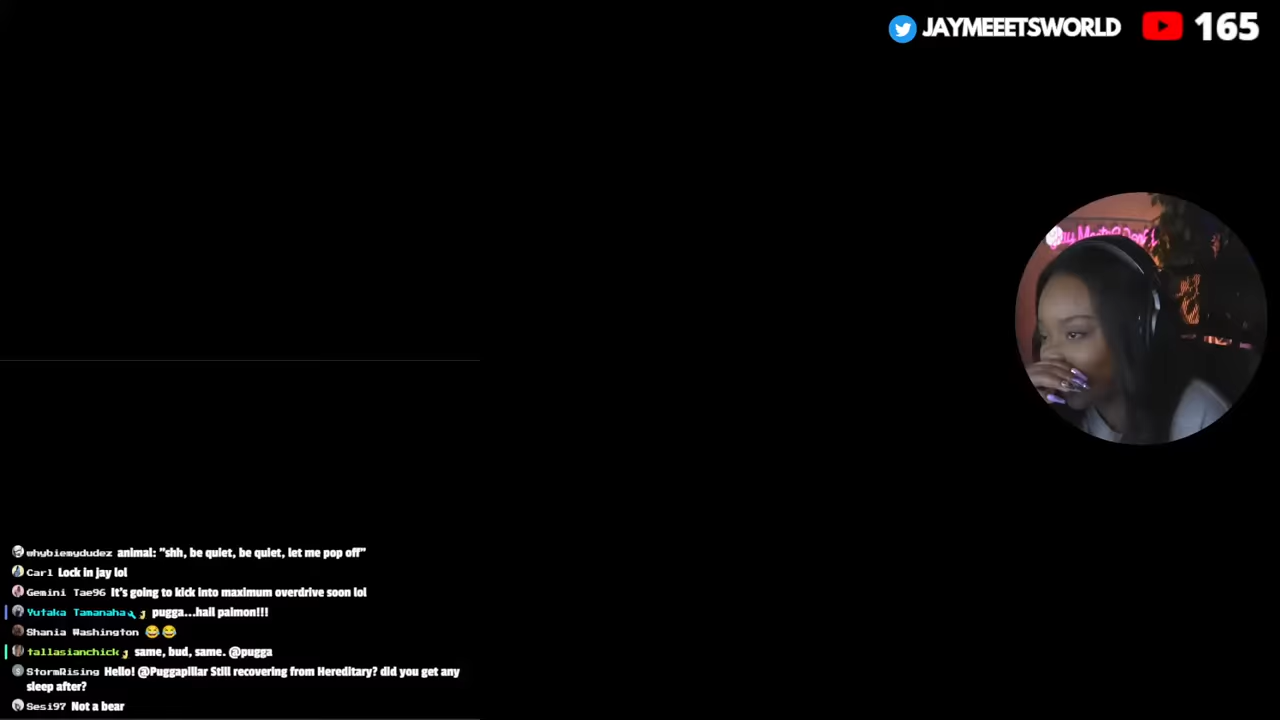 JAYMEEETSWORLD 165
whybiemydudez animal: "shh, be quiet, be quiet, let me pop off"
Carl Lock in jay lol
Gemini Tae96 It's going to kick into maximum overdrive soon lol
Yutaka Tamanaha pugga...hail paimon!!!
Shania Washington 😂😂
tallasianchick same, bud, same. @pugga
StormRising Hello! @Puggapillar Still recovering from Hereditary? did you get any
sleep after?
Sesi97 Not a bear